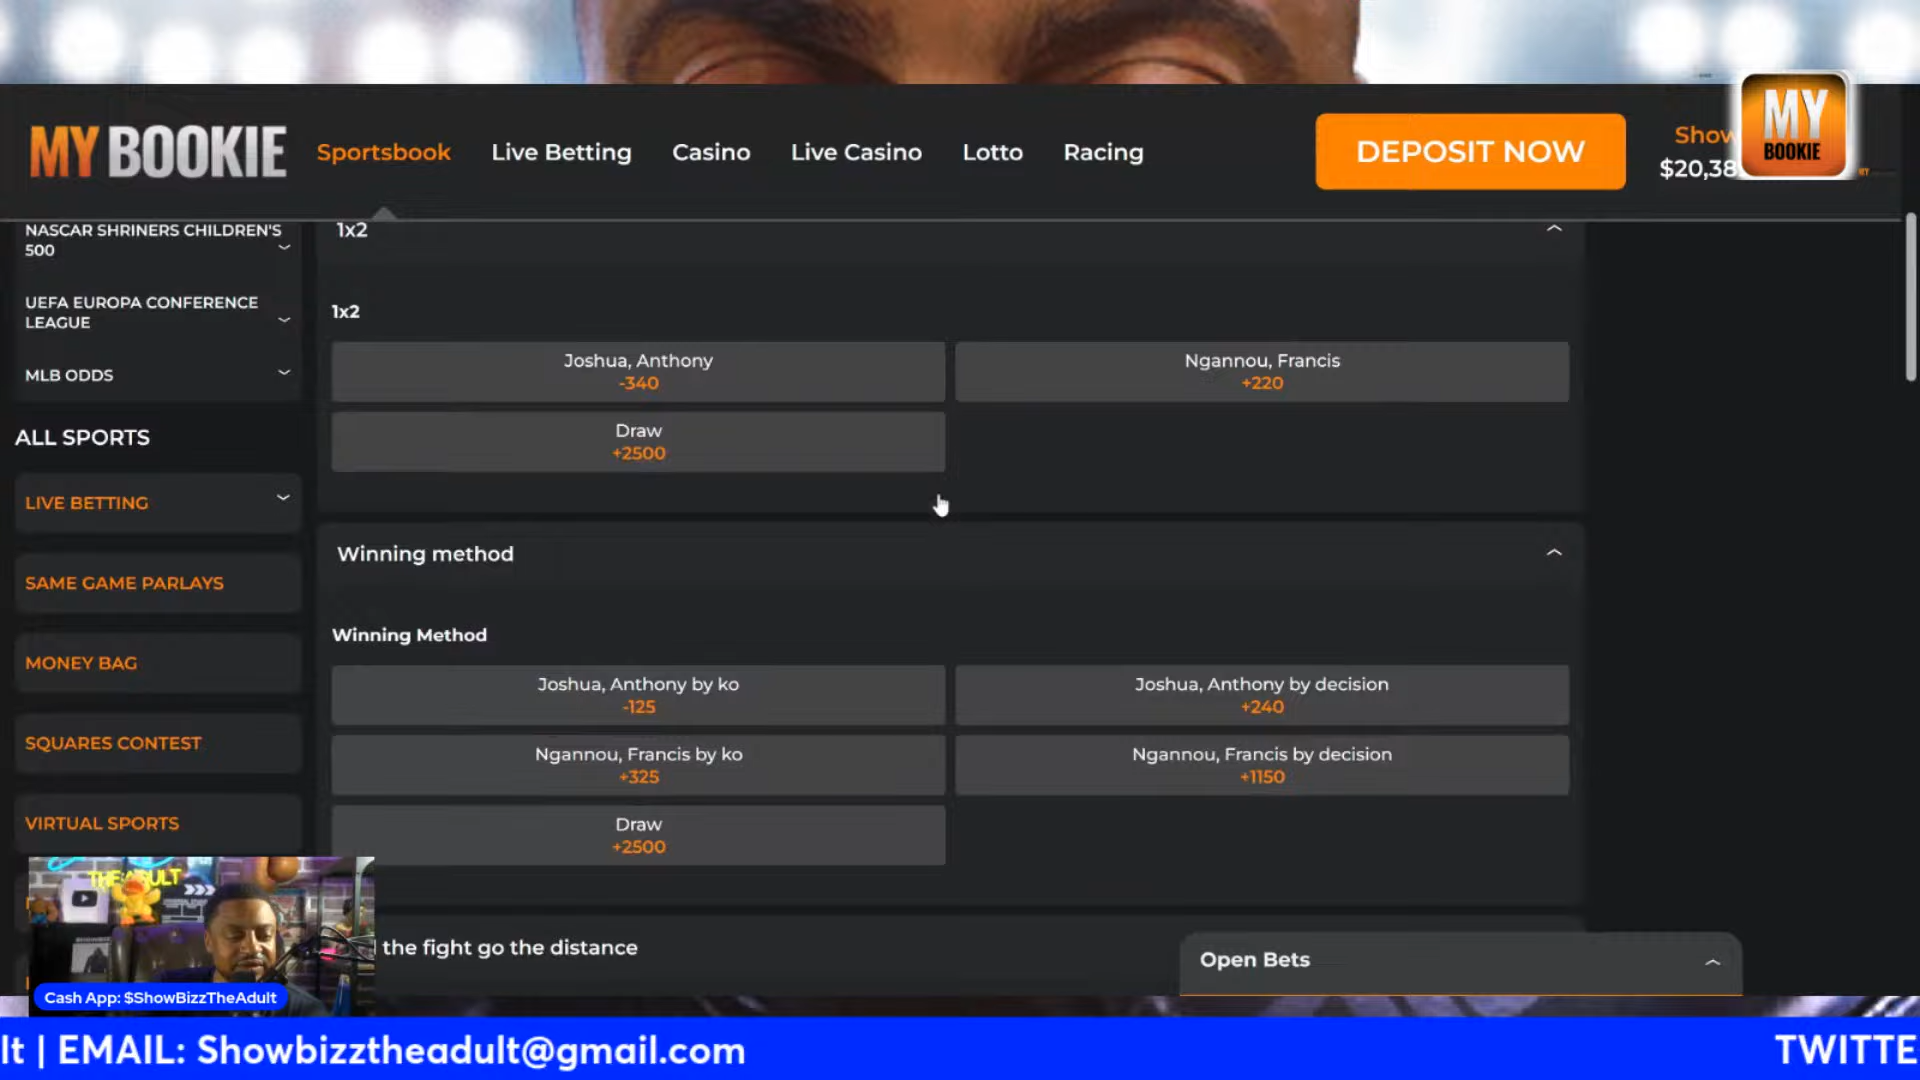 MY BOOKIE
Sportsbook
Live Betting
Casino
Live Casino
Lotto
Racing
DEPOSIT NOW
Show
$20,38
MY
BOOKIE
NASCAR SHRINERS CHILDREN'S
500
UEFA EUROPA CONFERENCE
LEAGUE
MLB ODDS
ALL SPORTS
LIVE BETTING
SAME GAME PARLAYS
MONEY BAG
SQUARES CONTEST
VIRTUAL SPORTS
1x2
1x2
Joshua, Anthony
-340
Ngannou, Francis
+220
Draw
+2500
Winning method
Winning Method
Joshua, Anthony by ko
-125
Joshua, Anthony by decision
+240
Ngannou, Francis by ko
+325
Ngannou, Francis by decision
+1150
Draw
+2500
the fight go the distance
Open Bets
THE ADULT
Cash App: $ShowBizzTheAdult
lt | EMAIL: Showbizztheadult@gmail.com
TWITTE